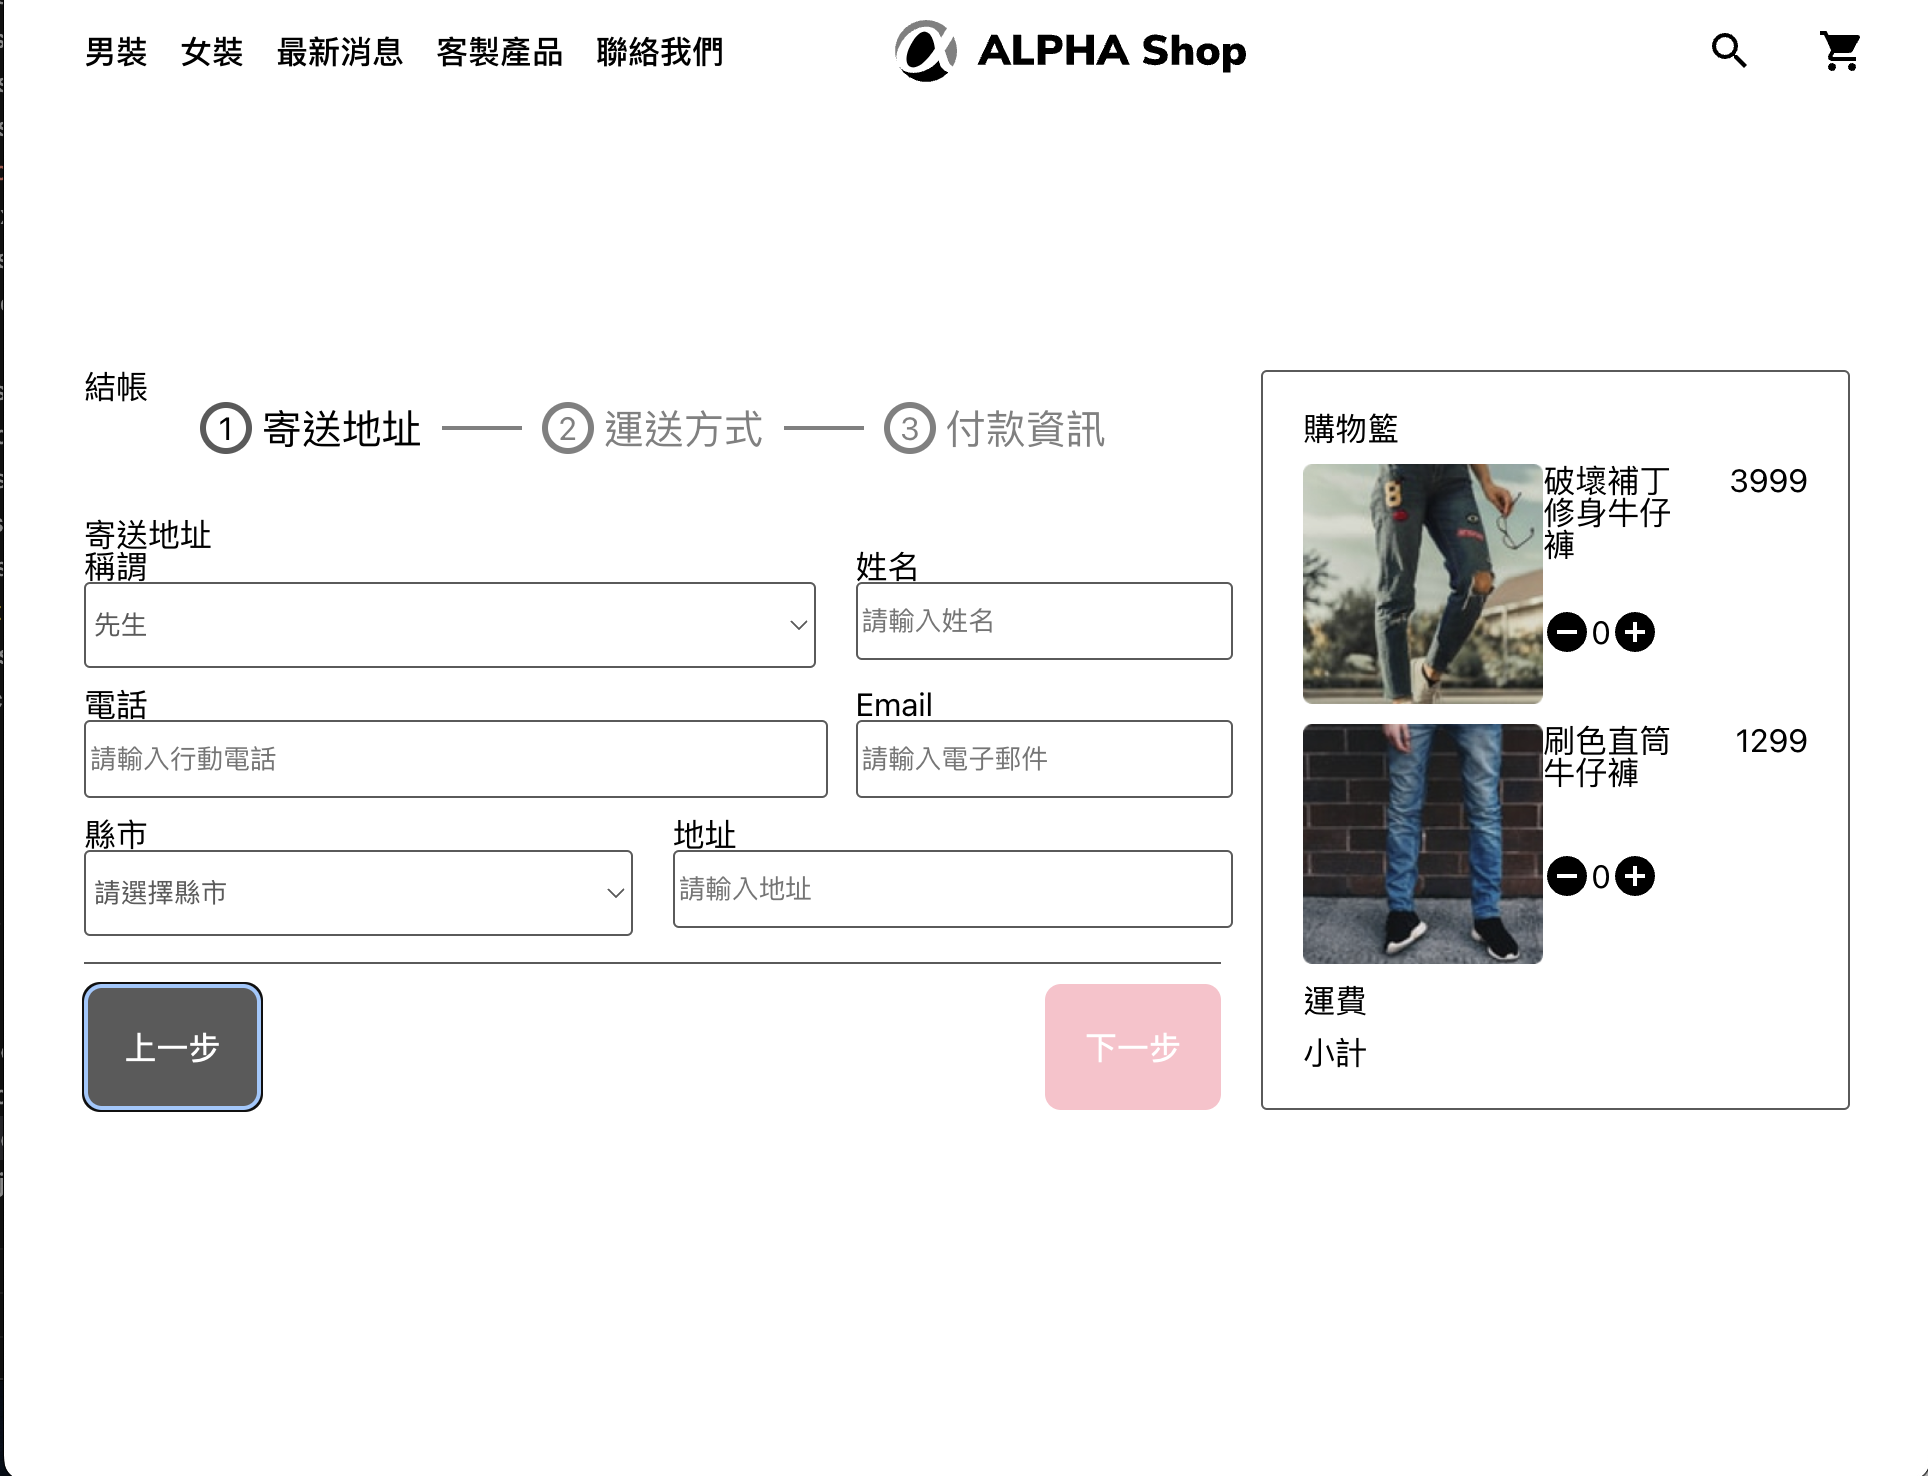 男裝 女裝 最新消息 客製產品 聯絡我們 ALPHA Shop
結帳
1 寄送地址 2 運送方式 3 付款資訊
寄送地址
稱謂 姓名
先生 請輸入姓名
電話 Email
請輸入行動電話 請輸入電子郵件
縣市 地址
請選擇縣市 請輸入地址
上一步 下一步
購物籃
破壞補丁 3999
修身牛仔
褲
0
刷色直筒 1299
牛仔褲
0
運費
小計